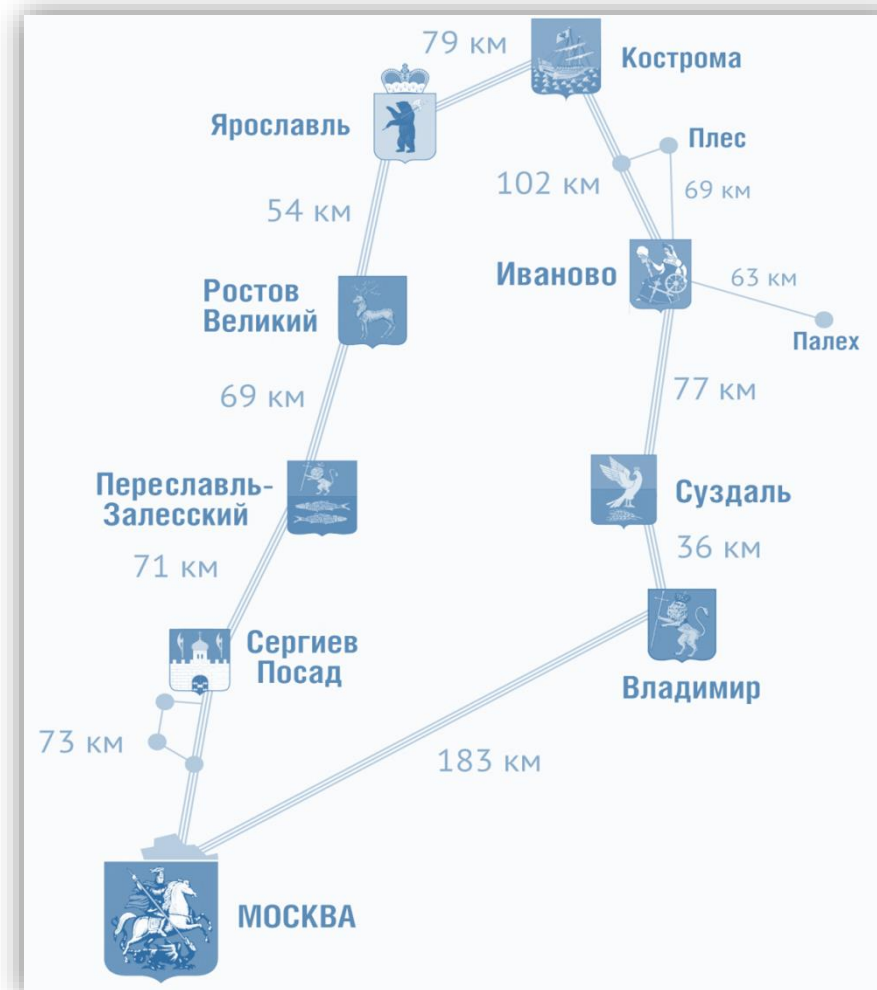 79 км
Кострома
Ярославль
Плес
102 км
69 км
54 км
Иваново
63 км
Ростов
Великий
Палех
69 км
77 км
Переславль-
Залесский
Суздаль
71 км
36 км
Сергиев
Посад
Владимир
73 км
183 км
МОСКВА